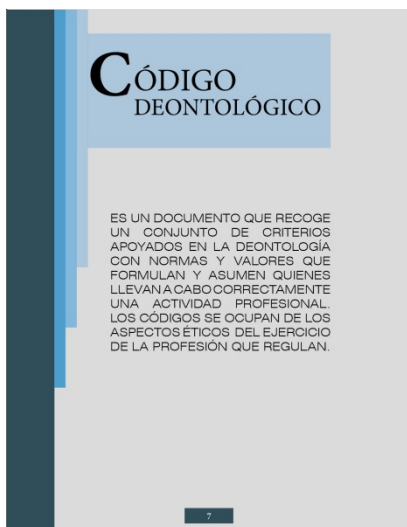 CÓDIGO
DEONTOLÓGICO
ES UN DOCUMENTO QUE RECOGE
UN CONJUNTO DE CRITERIOS
APOYADOS EN LA DEONTOLOGÍA
CON NORMAS Y VALORES QUE
FORMULAN Y ASUMEN QUIENES
LLEVAN A CABO CORRECTAMENTE
UNA ACTIVIDAD PROFESIONAL.
LOS CÓDIGOS SE OCUPAN DE LOS
ASPECTOS ÉTICOS DEL EJERCICIO
DE LA PROFESIÓN QUE REGULAN.
7